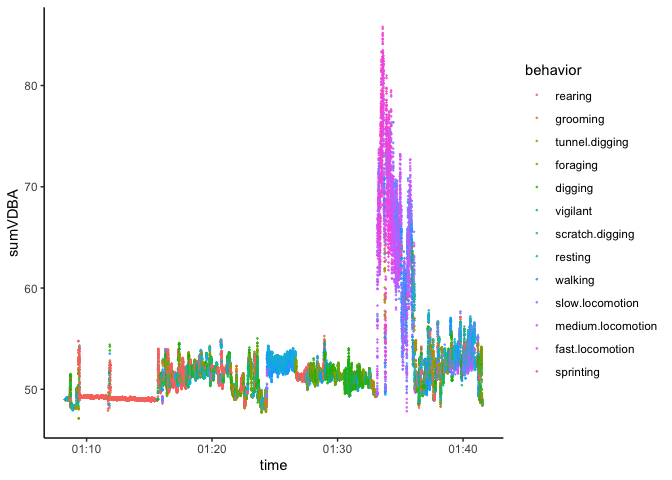 behavior
rearing
grooming
tunnel.digging
foraging
digging
vigilant
scratch.digging
resting
walking
slow.locomotion
medium.locomotion
fast.locomotion
sprinting
sumVDBA
80
70
60
50
01:10 01:20 01:30 01:40
time